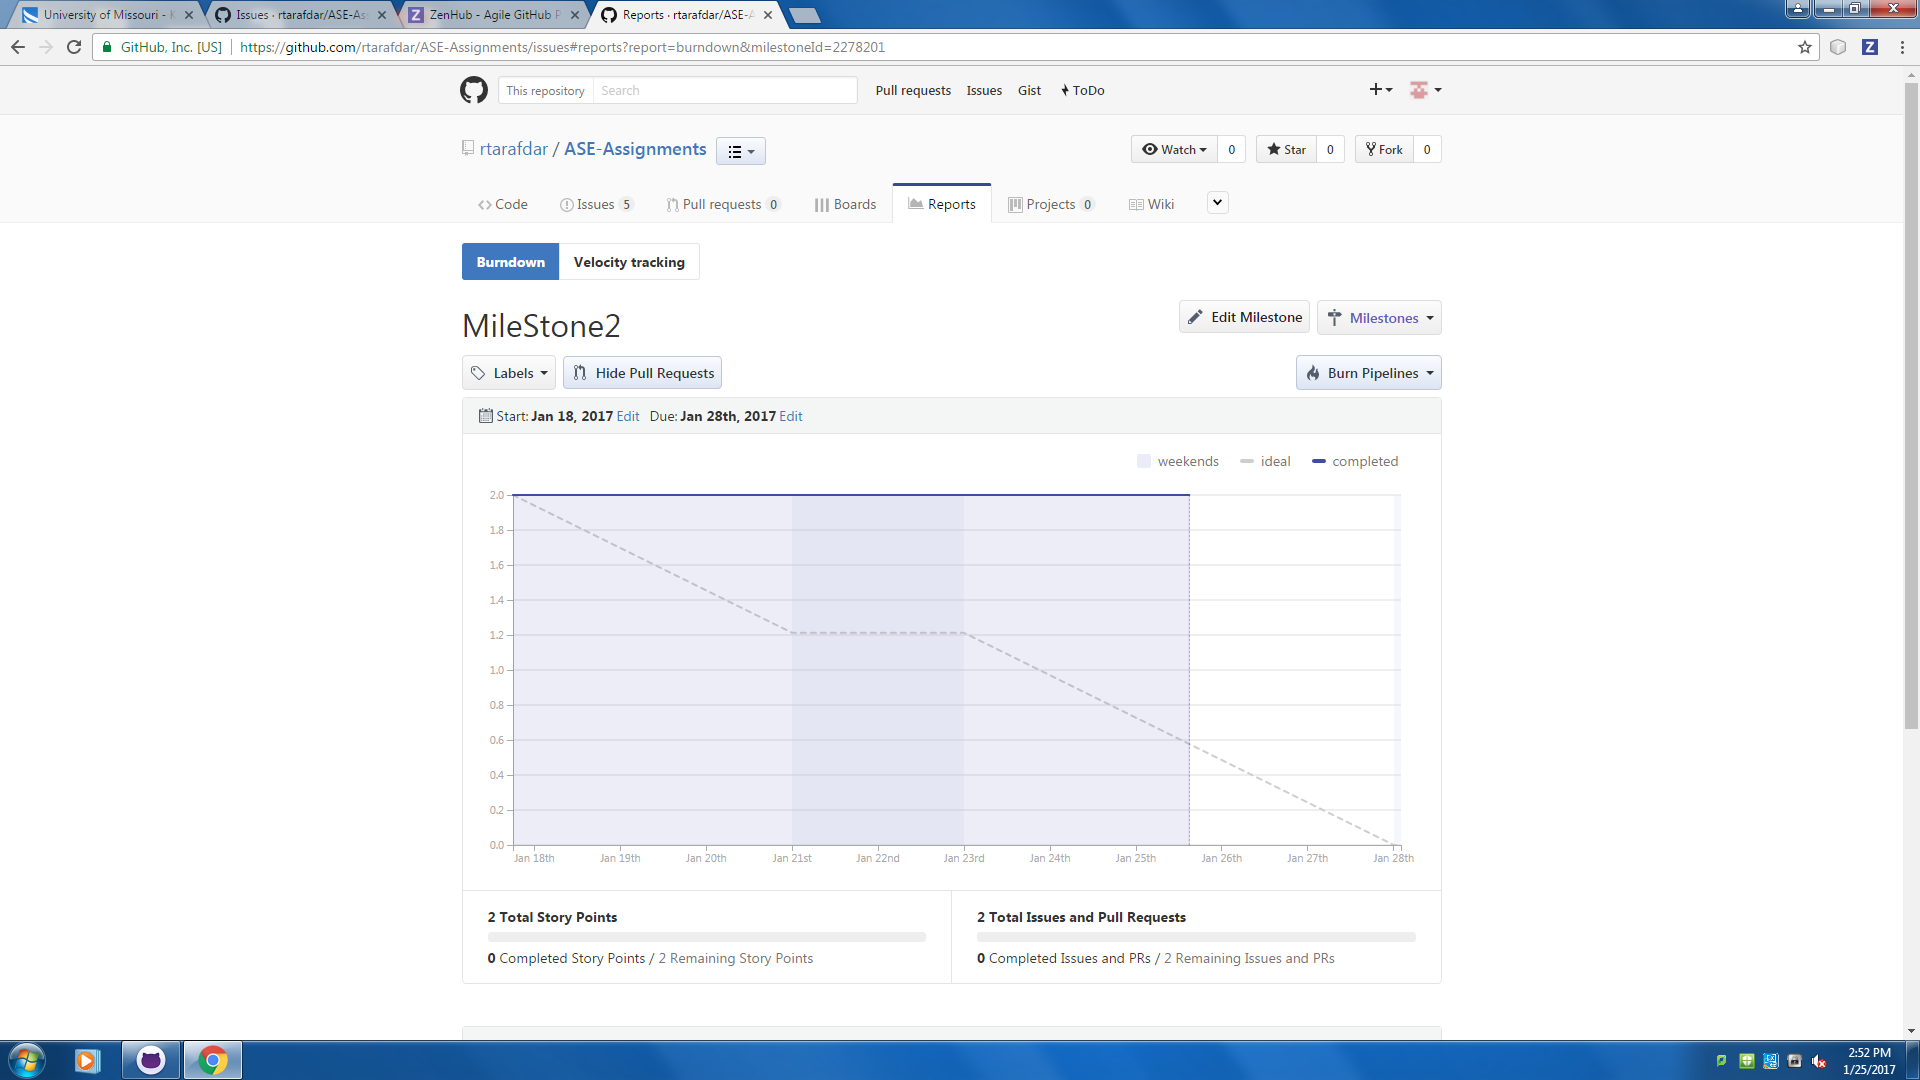 University of Missouri - K
Issues · rtarafdar/ASE-Ass
ZenHub - Agile GitHub P
Reports · rtarafdar/ASE-A
GitHub, Inc. [US]
https://github.com/rtarafdar/ASE-Assignments/issues#reports?report=burndown&milestoneId=2278201
Z
This repository Search Pull requests Issues Gist ToDo
rtarafdar / ASE-Assignments
Watch 0 Star 0 Fork 0
Code Issues 5 Pull requests 0 Boards Reports Projects 0 Wiki
Burndown Velocity tracking
MileStone2
Edit Milestone Milestones
Labels Hide Pull Requests Burn Pipelines
Start: Jan 18, 2017 Edit Due: Jan 28th, 2017 Edit
weekends ideal completed
2.0
1.8
1.6
1.4
1.2
1.0
0.8
0.6
0.4
0.2
0.0
Jan 18th Jan 19th Jan 20th Jan 21st Jan 22nd Jan 23rd Jan 24th Jan 25th Jan 26th Jan 27th Jan 28th
2 Total Story Points
0 Completed Story Points / 2 Remaining Story Points
2 Total Issues and Pull Requests
0 Completed Issues and PRs / 2 Remaining Issues and PRs
2:52 PM
1/25/2017